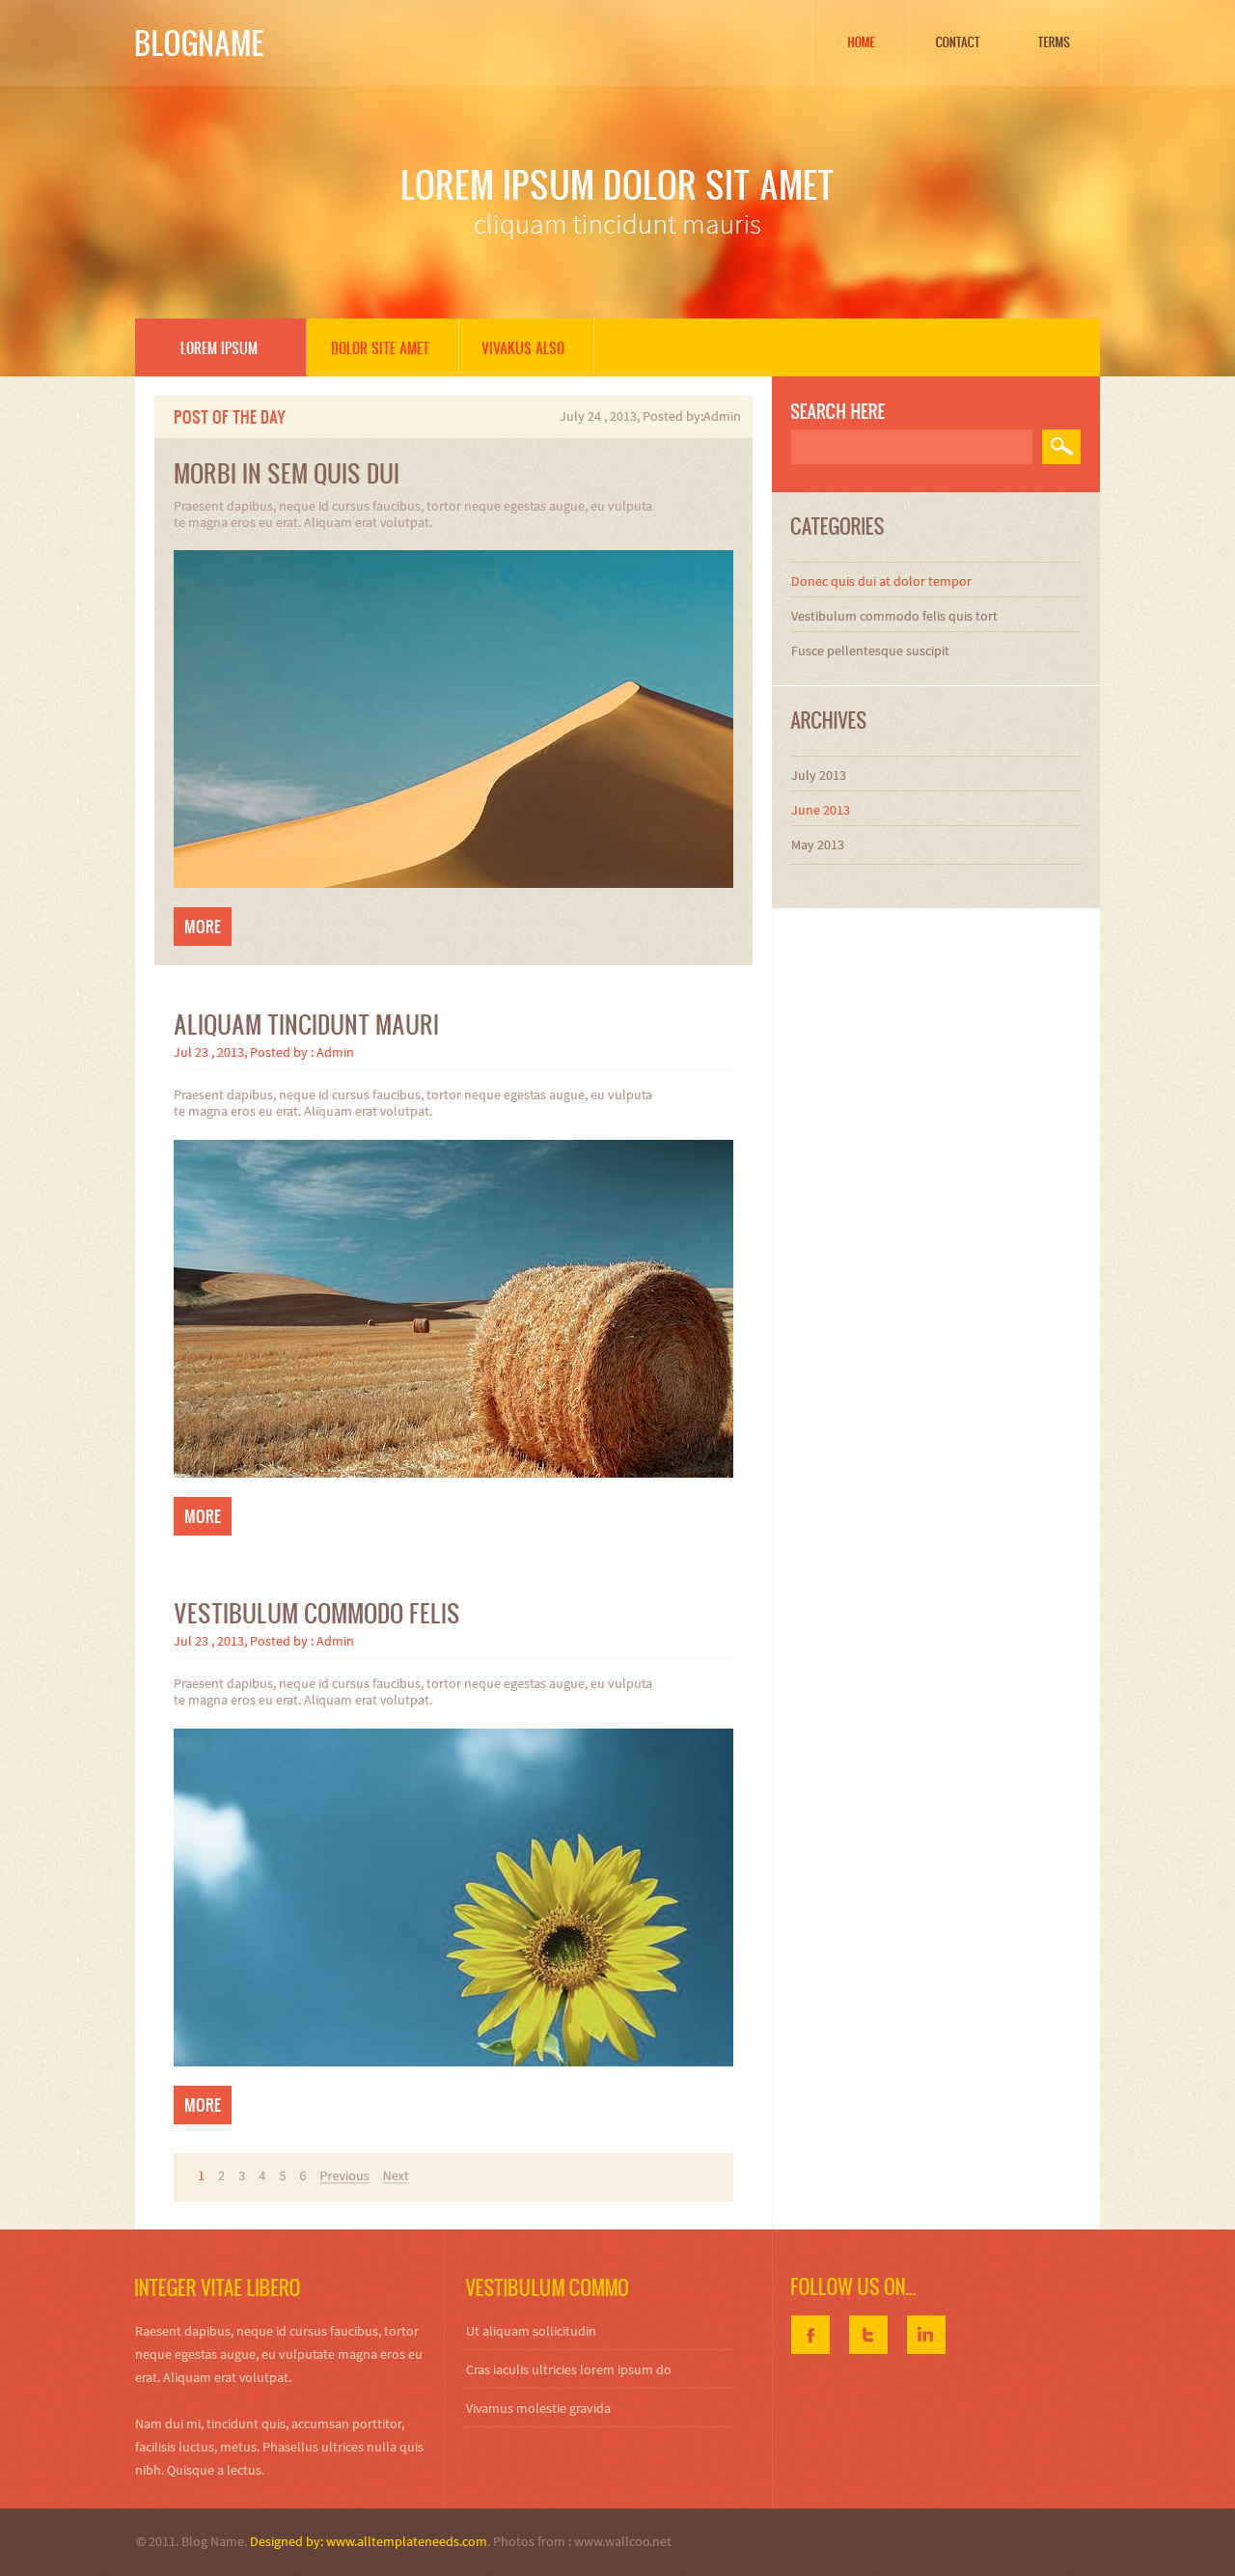 BLOGNAME
HOME
CONTACT
TERMS
LOREM IPSUM DOLOR SIT AMET
cliquam tincidunt mauris
LOREM IPSUM
DOLOR SITE AMET
VIVAKUS ALSO
POST OF THE DAY
July 24 , 2013, Posted by:Admin
MORBI IN SEM QUIS DUI
Praesent dapibus, neque id cursus faucibus, tortor neque egestas augue, eu vulputa
te magna eros eu erat. Aliquam erat volutpat.
MORE
ALIQUAM TINCIDUNT MAURI
Jul 23 , 2013, Posted by : Admin
Praesent dapibus, neque id cursus faucibus, tortor neque egestas augue, eu vulputa
te magna eros eu erat. Aliquam erat volutpat.
MORE
VESTIBULUM COMMODO FELIS
Jul 23 , 2013, Posted by : Admin
Praesent dapibus, neque id cursus faucibus, tortor neque egestas augue, eu vulputa
te magna eros eu erat. Aliquam erat volutpat.
MORE
1 2 3 4 5 6 Previous Next
SEARCH HERE
CATEGORIES
Donec quis dui at dolor tempor
Vestibulum commodo felis quis tort
Fusce pellentesque suscipit
ARCHIVES
July 2013
June 2013
May 2013
INTEGER VITAE LIBERO
Raesent dapibus, neque id cursus faucibus, tortor
neque egestas augue, eu vulputate magna eros eu
erat. Aliquam erat volutpat.
Nam dui mi, tincidunt quis, accumsan porttitor,
facilisis luctus, metus. Phasellus ultrices nulla quis
nibh. Quisque a lectus.
VESTIBULUM COMMO
Ut aliquam sollicitudin
Cras iaculis ultricies lorem ipsum do
Vivamus molestie gravida
FOLLOW US ON...
f
t
in
© 2011. Blog Name. Designed by: www.alltemplateneeds.com. Photos from : www.wallcoo.net